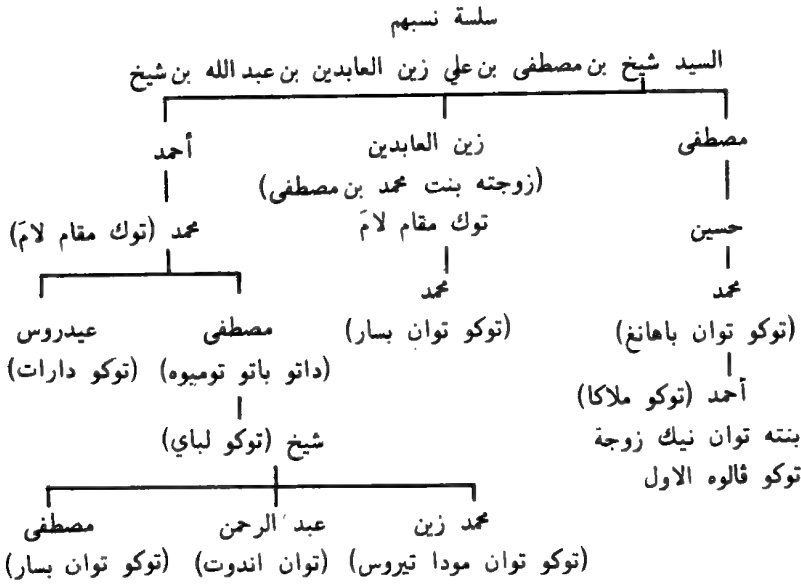 سلسة نسبهم
السيد شيخ بن مصطفى بن علي زين العابدين بن عبد الله بن شيخ
مصطفى
زين العابدين
أحمد
(زوجته بنت محمد بن مصطفى)
حسين
توك مقام لامَ
محمد (توك مقام لامَ)
محمد
محمد
مصطفى
عيدروس
(توكو توان باهانغ)
(توكو توان بسار)
(داتو باتو تومبوه)
(توكو دارات)
أحمد (توكو ملاكا)
بنته توان نيك زوجة
توكو ڤالوه الاول
شيخ (توكو لباي)
محمد زين
عبد الرحمن
مصطفى
(توكو توان مودا تيروس)
(توان اندوت)
(توكو توان بسار)